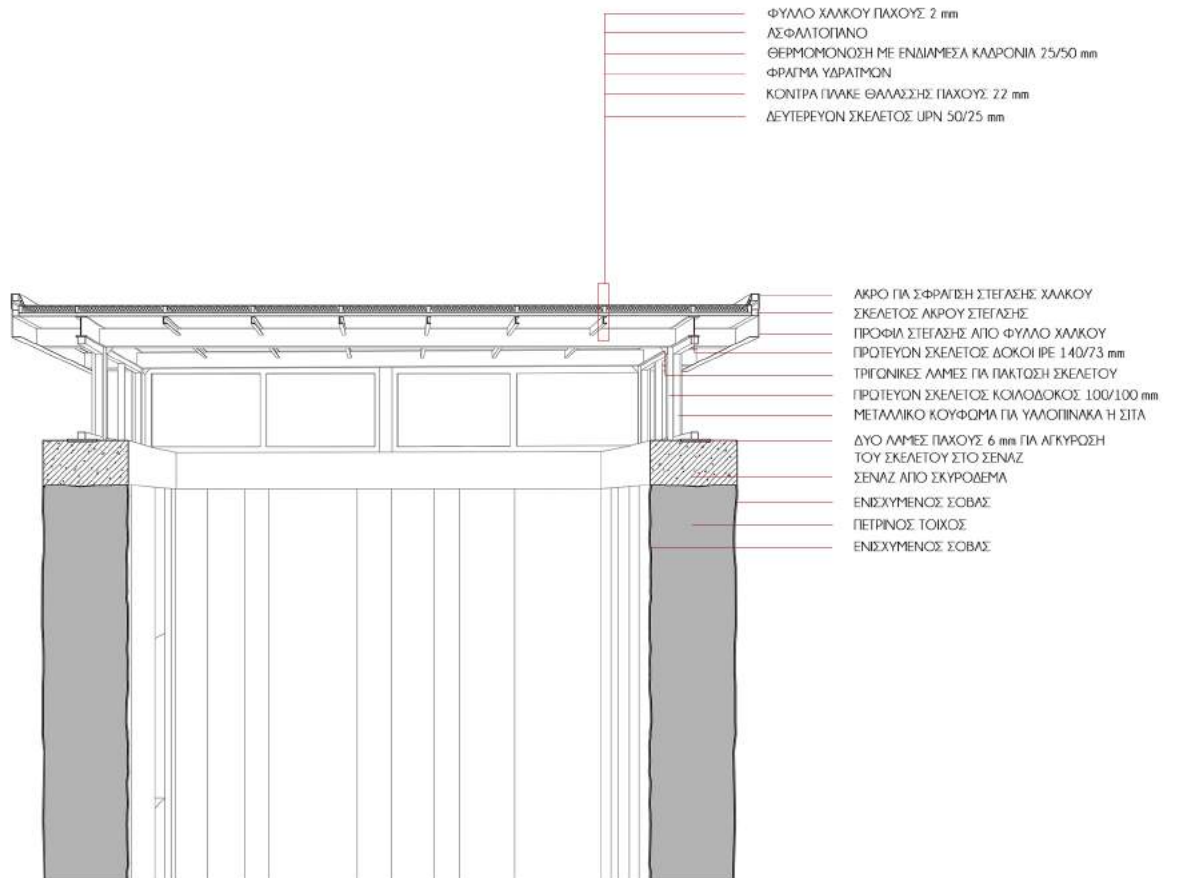 ΦΥΛΛΟ ΧΑΛΚΟΥ ΠΑΧΟΥΣ 2 mm
ΑΣΦΑΛΤΟΠΑΝΟ
ΘΕΡΜΟΜΟΝΩΣΗ ΜΕ ΕΝΔΙΑΜΕΣΑ ΚΑΔΡΟΝΙΑ 25/50 mm
ΦΡΑΓΜΑ ΥΔΡΑΤΜΩΝ
ΚΟΝΤΡΑ ΠΛΑΚΕ ΘΑΛΑΣΣΗΣ ΠΑΧΟΥΣ 22 mm
ΔΕΥΤΕΡΕΥΩΝ ΣΚΕΛΕΤΟΣ UPN 50/25 mm
ΑΚΡΟ ΓΙΑ ΣΦΡΑΓΙΣΗ ΣΤΕΓΑΣΗΣ ΧΑΛΚΟΥ
ΣΚΕΛΕΤΟΣ ΑΚΡΟΥ ΣΤΕΓΑΣΗΣ
ΠΡΟΦΙΛ ΣΤΕΓΑΣΗΣ ΑΠΟ ΦΥΛΛΟ ΧΑΛΚΟΥ
ΠΡΩΤΕΥΩΝ ΣΚΕΛΕΤΟΣ ΔΟΚΟΙ IPE 140/73 mm
ΤΡΙΓΩΝΙΚΕΣ ΛΑΜΕΣ ΓΙΑ ΠΑΚΤΩΣΗ ΣΚΕΛΕΤΟΥ
ΠΡΩΤΕΥΩΝ ΣΚΕΛΕΤΟΣ ΚΟΙΛΟΔΟΚΟΣ 100/100 mm
ΜΕΤΑΛΛΙΚΟ ΚΟΥΦΩΜΑ ΓΙΑ ΥΑΛΟΠΙΝΑΚΑ Ή ΣΙΤΑ
ΔΥΟ ΛΑΜΕΣ ΠΑΧΟΥΣ 6 mm ΓΙΑ ΑΓΚΥΡΩΣΗ
ΤΟΥ ΣΚΕΛΕΤΟΥ ΣΤΟ ΣΕΝΑΖ
ΣΕΝΑΖ ΑΠΟ ΣΚΥΡΟΔΕΜΑ
ΕΝΙΣΧΥΜΕΝΟΣ ΣΟΒΑΣ
ΠΕΤΡΙΝΟΣ ΤΟΙΧΟΣ
ΕΝΙΣΧΥΜΕΝΟΣ ΣΟΒΑΣ